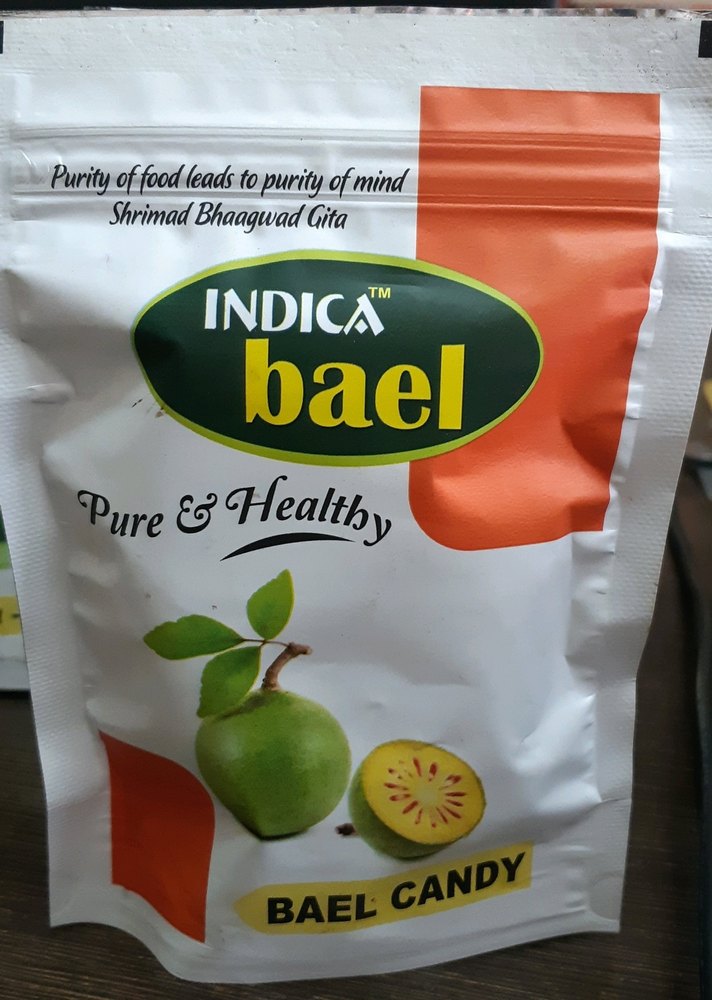 Purity of food leads to purity of mind
Shrimad Bhaagwad Gita
INDICA™
bael
Pure & Healthy
BAEL CANDY